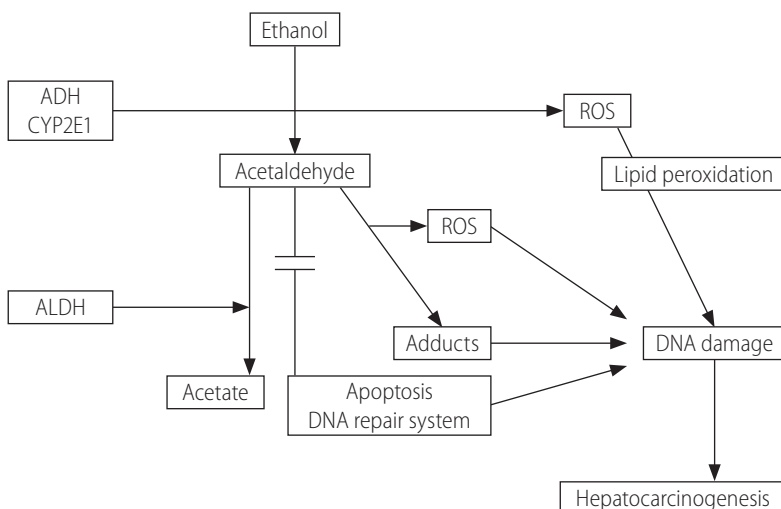 Ethanol
ADH
CYP2E1
ROS
Acetaldehyde
Lipid peroxidation
ROS
ALDH
Adducts
DNA damage
Acetate
Apoptosis
DNA repair system
Hepatocarcinogenesis